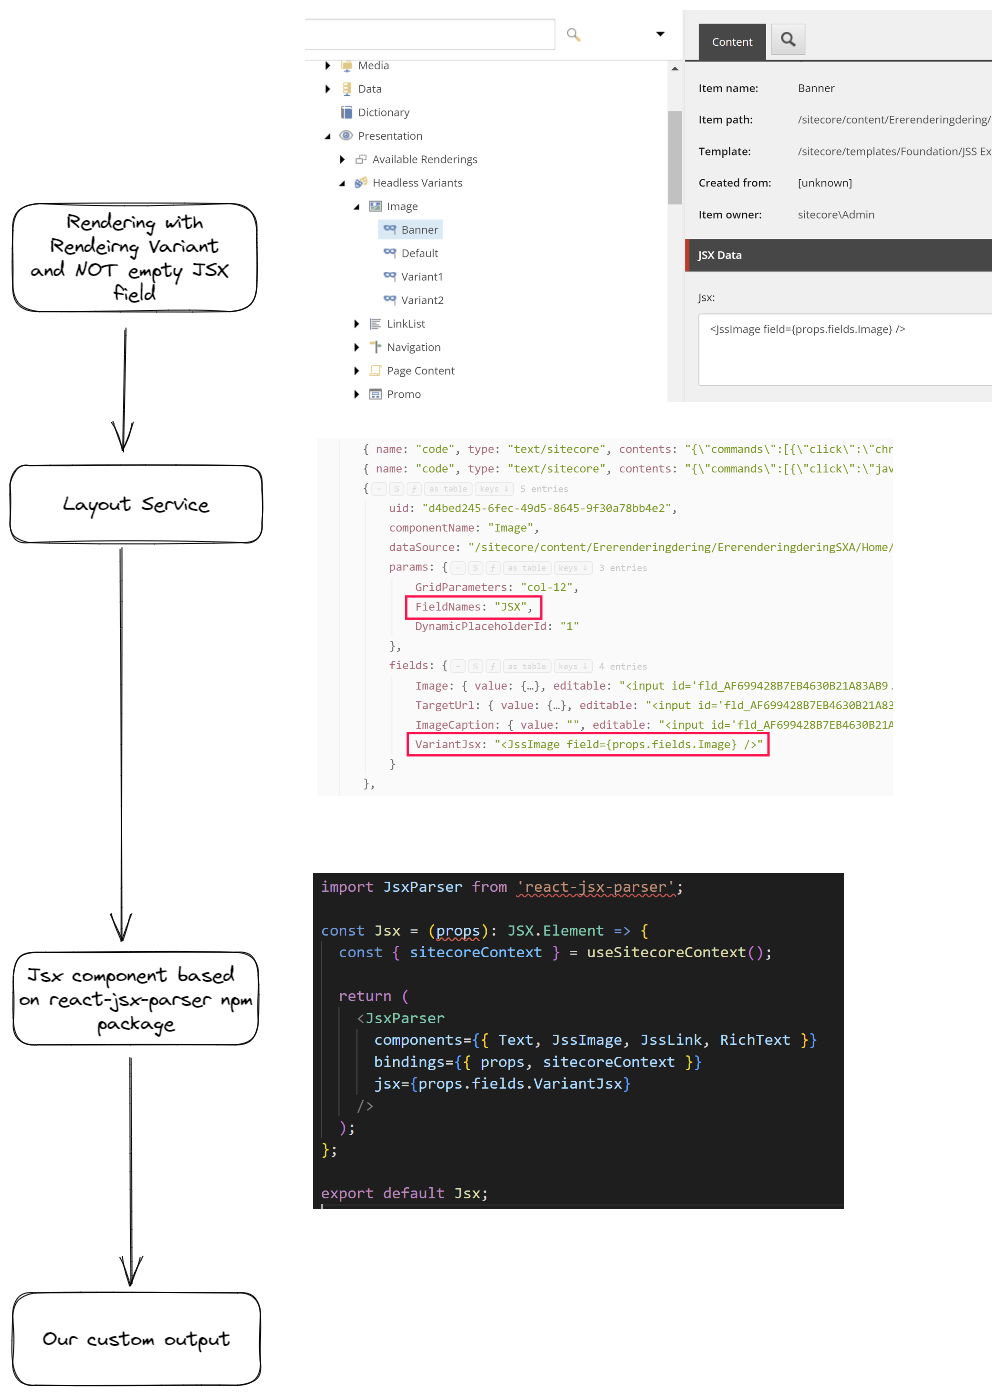 Content
Media
Data
Dictionary
Presentation
Available Renderings
Headless Variants
Image
Banner
Default
Variant1
Variant2
LinkList
Navigation
Page Content
Promo
Item name: Banner
Item path: /sitecore/content/Ererenderingdering/
Template: /sitecore/templates/Foundation/JSS Ex
Created from: [unknown]
Item owner: sitecore\Admin
JSX Data
Jsx:
<JssImage field={props.fields.Image} />
Rendering with
Rendeirng Variant
and NOT empty JSX
field
Layout Service
{ name: "code", type: "text/sitecore", contents: "{\"commands\":[{\"click\":\"chr
{ name: "code", type: "text/sitecore", contents: "{\"commands\":[{\"click\":\"jav
{ - S ƒ as table keys ↓ 5 entries
uid: "d4bed245-6fec-49d5-8645-9f30a78bb4e2",
componentName: "Image",
dataSource: "/sitecore/content/Ererenderingdering/ErerenderingderingSXA/Home/
params: { - S ƒ as table keys ↓ 3 entries
GridParameters: "col-12",
FieldNames: "JSX",
DynamicPlaceholderId: "1"
},
fields: { - S ƒ as table keys ↓ 4 entries
Image: { value: {…}, editable: "<input id='fld_AF699428B7EB4630B21A83AB9.
TargetUrl: { value: {…}, editable: "<input id='fld_AF699428B7EB4630B21A83
ImageCaption: { value: "", editable: "<input id='fld_AF699428B7EB4630B21A
VariantJsx: "<JssImage field={props.fields.Image} />"
}
},
Jsx component based
on react-jsx-parser npm
package
import JsxParser from 'react-jsx-parser';
const Jsx = (props): JSX.Element => {
const { sitecoreContext } = useSitecoreContext();
return (
<JsxParser
components={{ Text, JssImage, JssLink, RichText }}
bindings={{ props, sitecoreContext }}
jsx={props.fields.VariantJsx}
/>
);
};
export default Jsx;
Our custom output